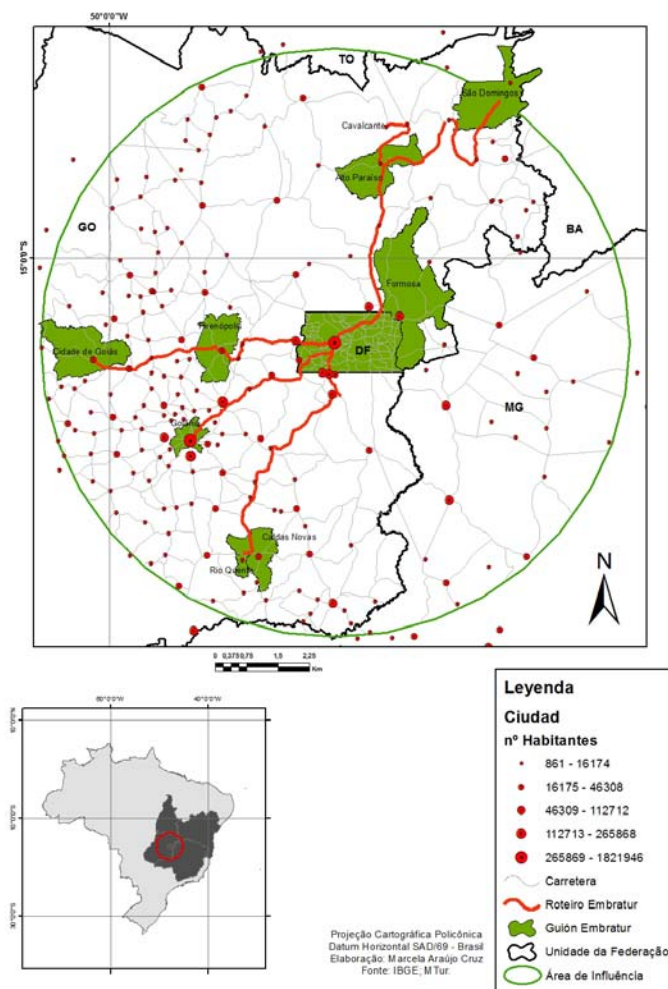 50°0'0"W
TO
São Domingos
Cavalcante
Alto Paraíso
GO
BA
15°0'0"S
Formosa
Pirenópolis
Cidade de Goiás
DF
MG
Goiânia
Caldas Novas
Rio Quente
N
0 0,375 0,75 1,5 2,25
Km
60°0'0"W 40°0'0"W
30°0'0"S
Leyenda
Ciudad
nº Habitantes
861 - 16174
16175 - 46308
46309 - 112712
112713 - 265868
265869 - 1821946
Carretera
Roteiro Embratur
Guión Embratur
Unidade da Federação
Área de Influência
Projeção Cartográfica Policônica
Datum Horizontal SAD/69 - Brasil
Elaboração: Marcela Araújo Cruz
Fonte: IBGE; MTur.